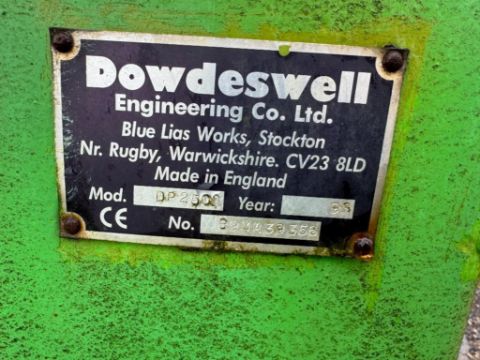 Dowdeswell
Engineering Co. Ltd.
Blue Lias Works, Stockton
Nr. Rugby, Warwickshire. CV23 8LD
Made in England
Mod. Year:
CE No.